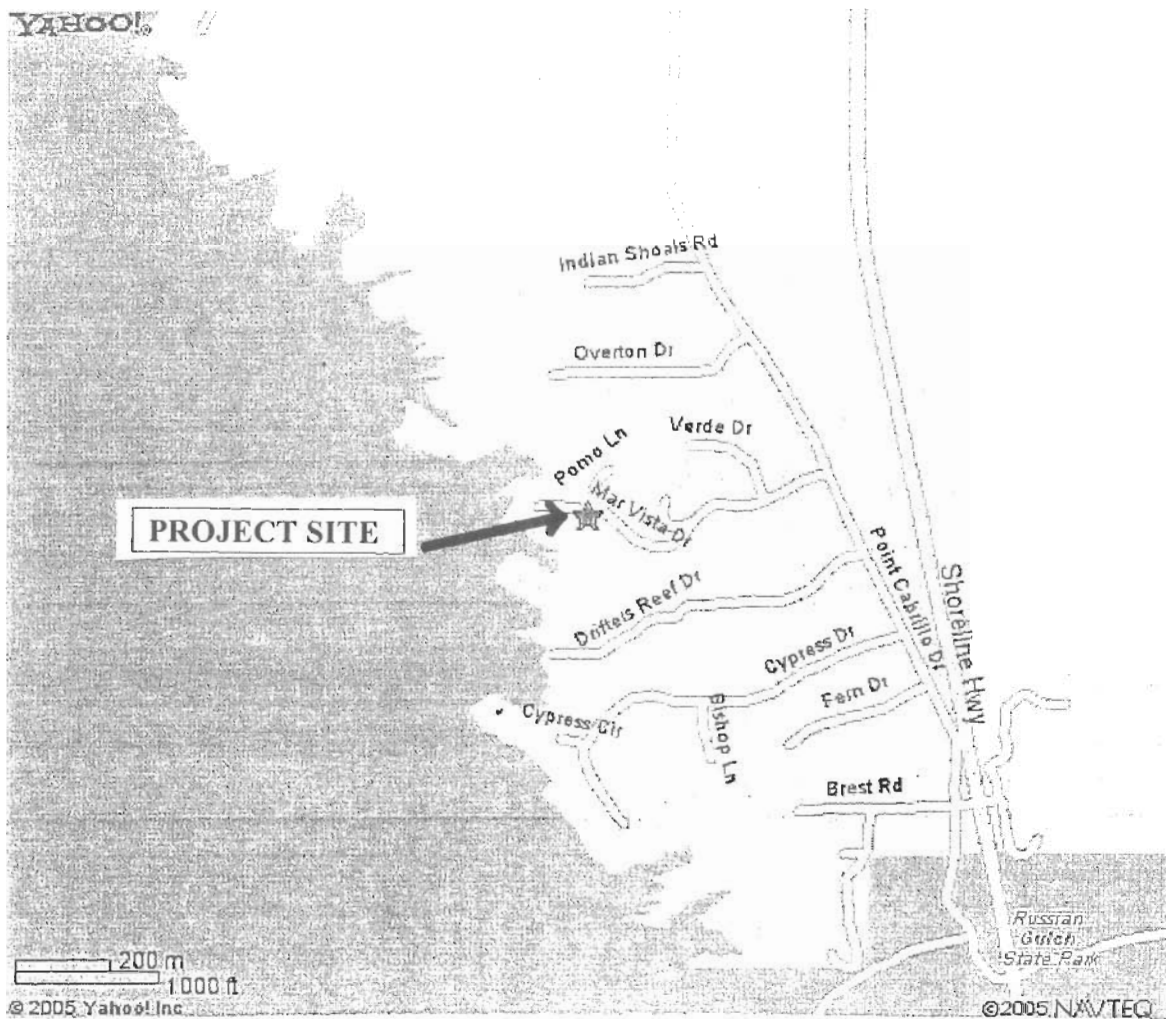 YAHOO!®
Indian Shoals Rd
Overton Dr
Verde Dr
Pomo Ln
Mar Vista Dr
PROJECT SITE
Point Cabrillo Dr
Shoreline Hwy
Drifters Reef Dr
Cypress Dr
Fern Dr
Bishop Ln
Cypress Cir
Brest Rd
Russian
Gulch
State Park
200 m
1000 ft
© 2005 Yahoo! Inc
©2005 NAVTEQ